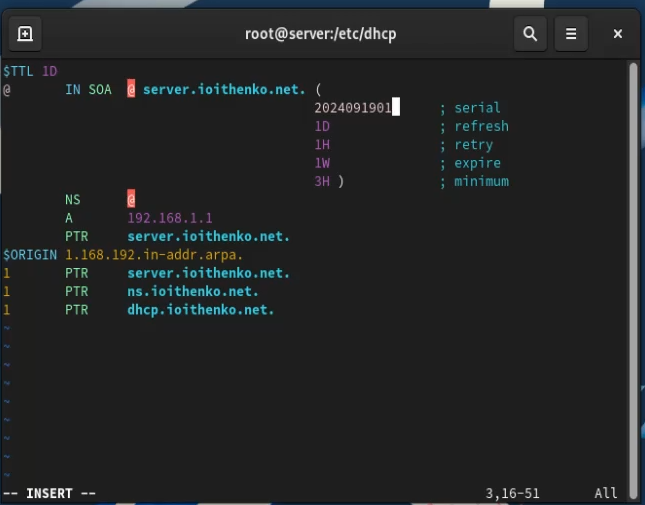 root@server:/etc/dhcp
$TTL 1D
@ IN SOA @ server.ioithenko.net. (
2024091901 ; serial
1D ; refresh
1H ; retry
1W ; expire
3H ) ; minimum
NS @
A 192.168.1.1
PTR server.ioithenko.net.
$ORIGIN 1.168.192.in-addr.arpa.
1 PTR server.ioithenko.net.
1 PTR ns.ioithenko.net.
1 PTR dhcp.ioithenko.net.
~
~
~
~
~
~
~
~
~
-- INSERT -- 3,16-51 All